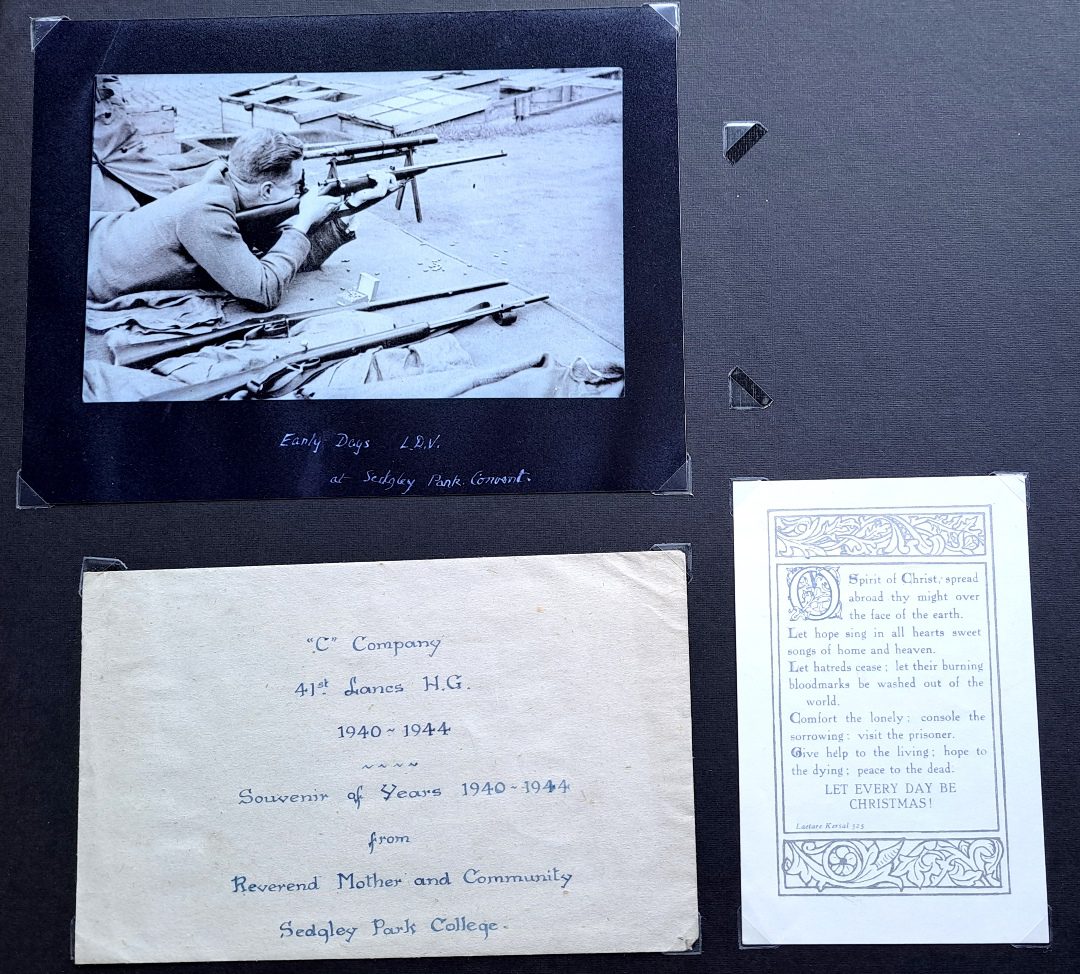 Early Days L.D.V.
at Sedgley Park Convent.
"C" Company
41st Lancs H.G.
1940 ~ 1944
~ ~ ~ ~
Souvenir of Years 1940 - 1944
from
Reverend Mother and Community
Sedgley Park College.
O Spirit of Christ, spread
abroad thy might over
the face of the earth.
Let hope sing in all hearts sweet
songs of home and heaven.
Let hatreds cease ; let their burning
bloodmarks be washed out of the
world.
Comfort the lonely ; console the
sorrowing : visit the prisoner.
Give help to the living ; hope to
the dying ; peace to the dead.
LET EVERY DAY BE
CHRISTMAS !
Laetare Kersal 525